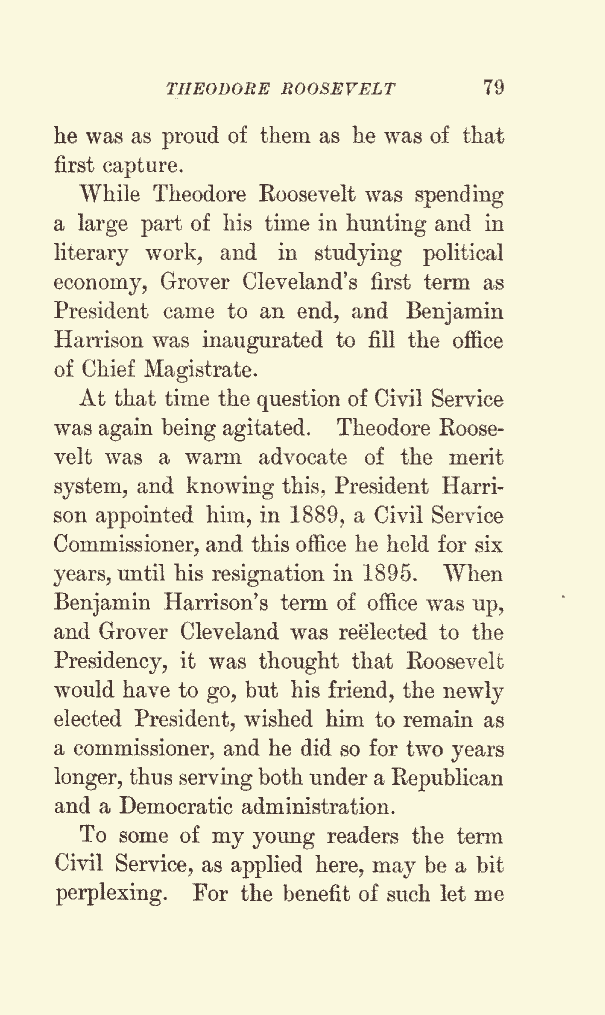 THEODORE ROOSEVELT 79
he was as proud of them as he was of that
first capture.
While Theodore Roosevelt was spending
a large part of his time in hunting and in
literary work, and in studying political
economy, Grover Cleveland's first term as
President came to an end, and Benjamin
Harrison was inaugurated to fill the office
of Chief Magistrate.
At that time the question of Civil Service
was again being agitated. Theodore Roose-
velt was a warm advocate of the merit
system, and knowing this, President Harri-
son appointed him, in 1889, a Civil Service
Commissioner, and this office he held for six
years, until his resignation in 1895. When
Benjamin Harrison's term of office was up,
and Grover Cleveland was reëlected to the
Presidency, it was thought that Roosevelt
would have to go, but his friend, the newly
elected President, wished him to remain as
a commissioner, and he did so for two years
longer, thus serving both under a Republican
and a Democratic administration.
To some of my young readers the term
Civil Service, as applied here, may be a bit
perplexing. For the benefit of such let me